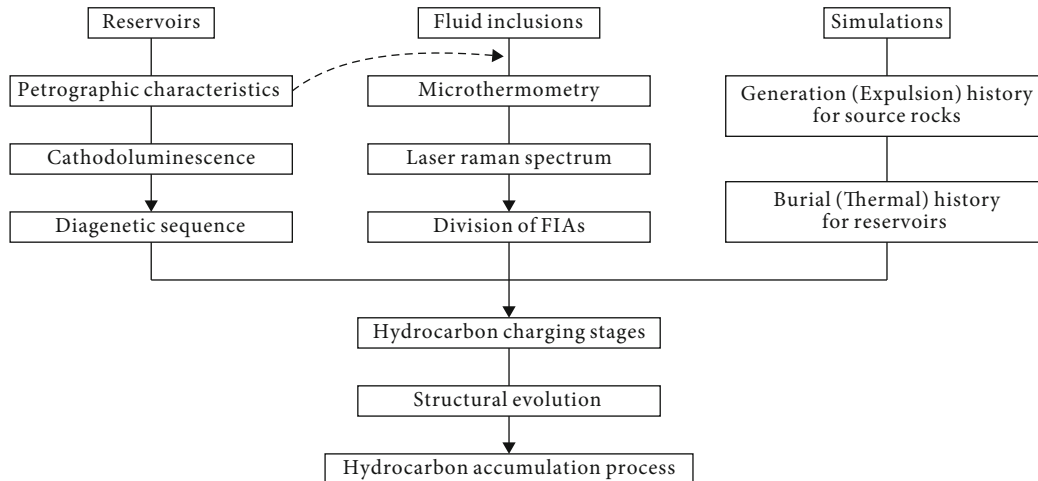 Reservoirs
Fluid inclusions
Simulations
Petrographic characteristics
Microthermometry
Generation (Expulsion) history
for source rocks
Cathodoluminescence
Laser raman spectrum
Burial (Thermal) history
for reservoirs
Diagenetic sequence
Division of FIAs
Hydrocarbon charging stages
Structural evolution
Hydrocarbon accumulation process